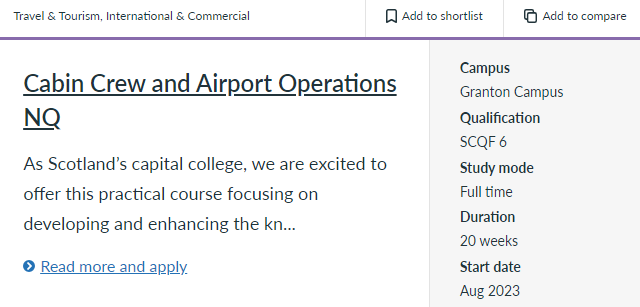 Travel & Tourism, International & Commercial
Add to shortlist
Add to compare
Cabin Crew and Airport Operations
NQ
As Scotland’s capital college, we are excited to
offer this practical course focusing on
developing and enhancing the kn...
Read more and apply
Campus
Granton Campus
Qualification
SCQF 6
Study mode
Full time
Duration
20 weeks
Start date
Aug 2023